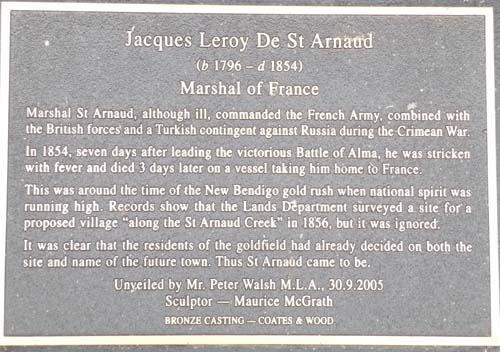 Jacques Leroy De St Arnaud
(b 1796 – d 1854)
Marshal of France
Marshal St Arnaud, although ill, commanded the French Army, combined with
the British forces and a Turkish contingent against Russia during the Crimean War.
In 1854, seven days after leading the victorious Battle of Alma, he was stricken
with fever and died 3 days later on a vessel taking him home to France.
This was around the time of the New Bendigo gold rush when national spirit was
running high. Records show that the Lands Department surveyed a site for a
proposed village “along the St Arnaud Creek” in 1856, but it was ignored.
It was clear that the residents of the goldfield had already decided on both the
site and name of the future town. Thus St Arnaud came to be.
Unveiled by Mr. Peter Walsh M.L.A., 30.9.2005
Sculptor — Maurice McGrath
BRONZE CASTING — COATES & WOOD